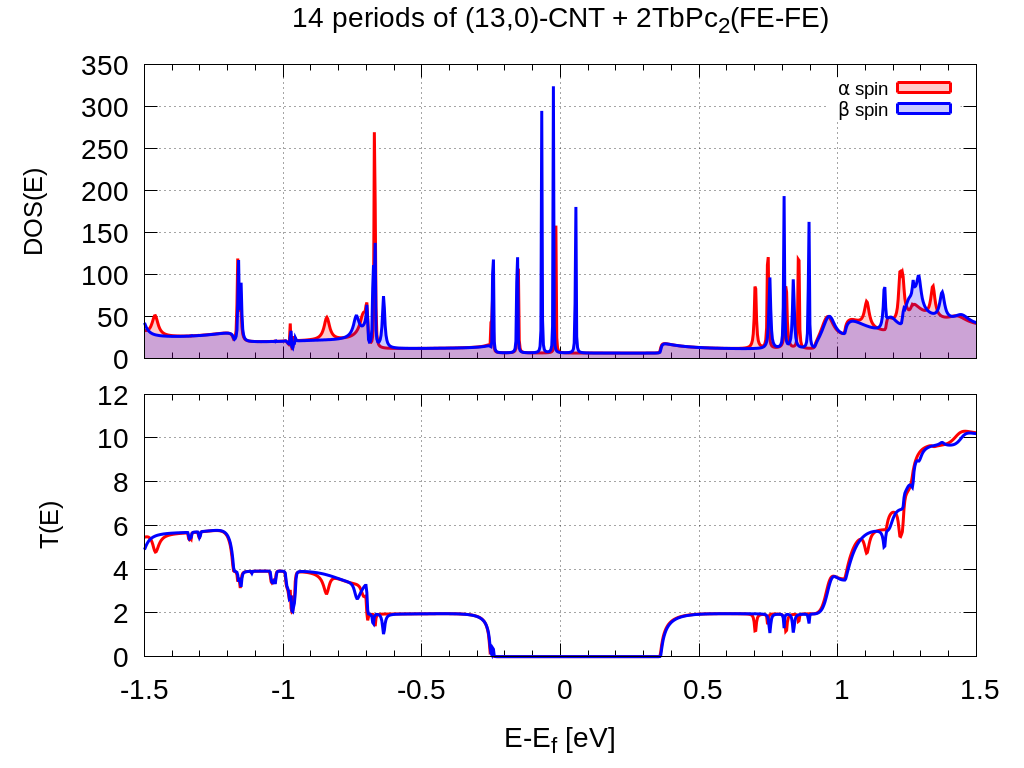 14 periods of (13,0)-CNT + 2TbPc2(FE-FE)
350
300
250
200
150
100
50
0
DOS(E)
α spin
β spin
12
10
8
6
4
2
0
T(E)
-1.5 -1 -0.5 0 0.5 1 1.5
E-Ef [eV]